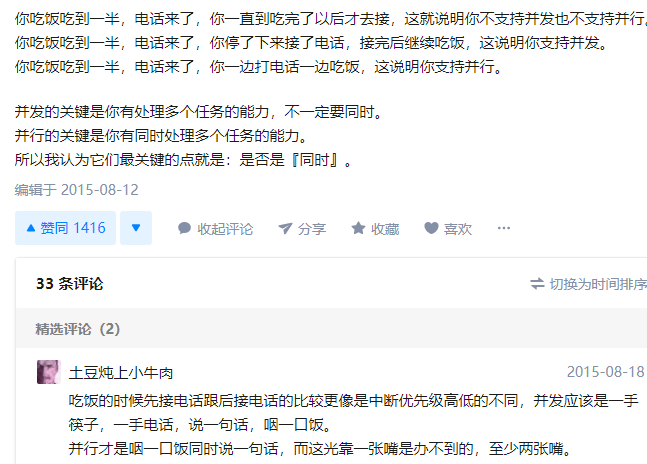 你吃饭吃到一半，电话来了，你一直到吃完了以后才去接，这就说明你不支持并发也不支持并行。
你吃饭吃到一半，电话来了，你停了下来接了电话，接完后继续吃饭，这说明你支持并发。
你吃饭吃到一半，电话来了，你一边打电话一边吃饭，这说明你支持并行。
并发的关键是你有处理多个任务的能力，不一定要同时。
并行的关键是你有同时处理多个任务的能力。
所以我认为它们最关键的点就是：是否是『同时』。
编辑于 2015-08-12
赞同 1416 收起评论 分享 收藏 喜欢
33 条评论 切换为时间排序
精选评论（2）
土豆炖上小牛肉 2015-08-18
吃饭的时候先接电话跟后接电话的比较更像是中断优先级高低的不同，并发应该是一手
筷子，一手电话，说一句话，咽一口饭。
并行才是咽一口饭同时说一句话，而这光靠一张嘴是办不到的，至少两张嘴。